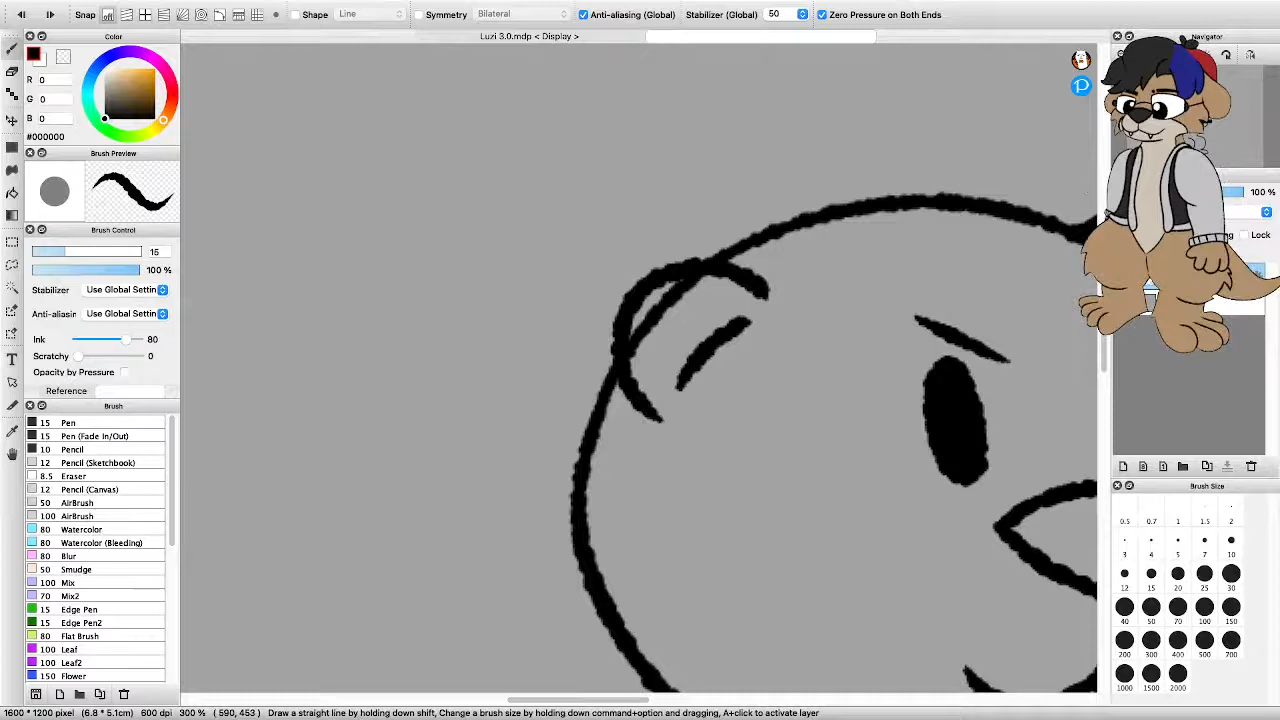 Snap Shape Line Symmetry Bilateral Anti-aliasing (Global) Stabilizer (Global) 50 Zero Pressure on Both Ends
Color Luzi 3.0.mdp < Display > Navigator
R 0
G 0
B 0
#000000
Brush Preview
100 %
Brush Control Lock
15
100 %
Stabilizer Use Global Settin
Anti-aliasin Use Global Settin
Ink 80
Scratchy 0
Opacity by Pressure
Reference
Brush
15 Pen
15 Pen (Fade In/Out)
10 Pencil
12 Pencil (Sketchbook)
8.5 Eraser
12 Pencil (Canvas)
50 AirBrush
100 AirBrush
80 Watercolor
80 Watercolor (Bleeding)
80 Blur
50 Smudge
100 Mix
70 Mix2
15 Edge Pen
15 Edge Pen2
80 Flat Brush
100 Leaf
100 Leaf2
150 Flower
Brush Size
0.5 0.7 1 1.5 2
3 4 5 7 10
12 15 20 25 30
40 50 70 100 150
200 300 400 500 700
1000 1500 2000
1600 * 1200 pixel (6.8 * 5.1cm) 600 dpi 300 % ( 590, 453 ) Draw a straight line by holding down shift, Change a brush size by holding down command+option and dragging, A+click to activate layer